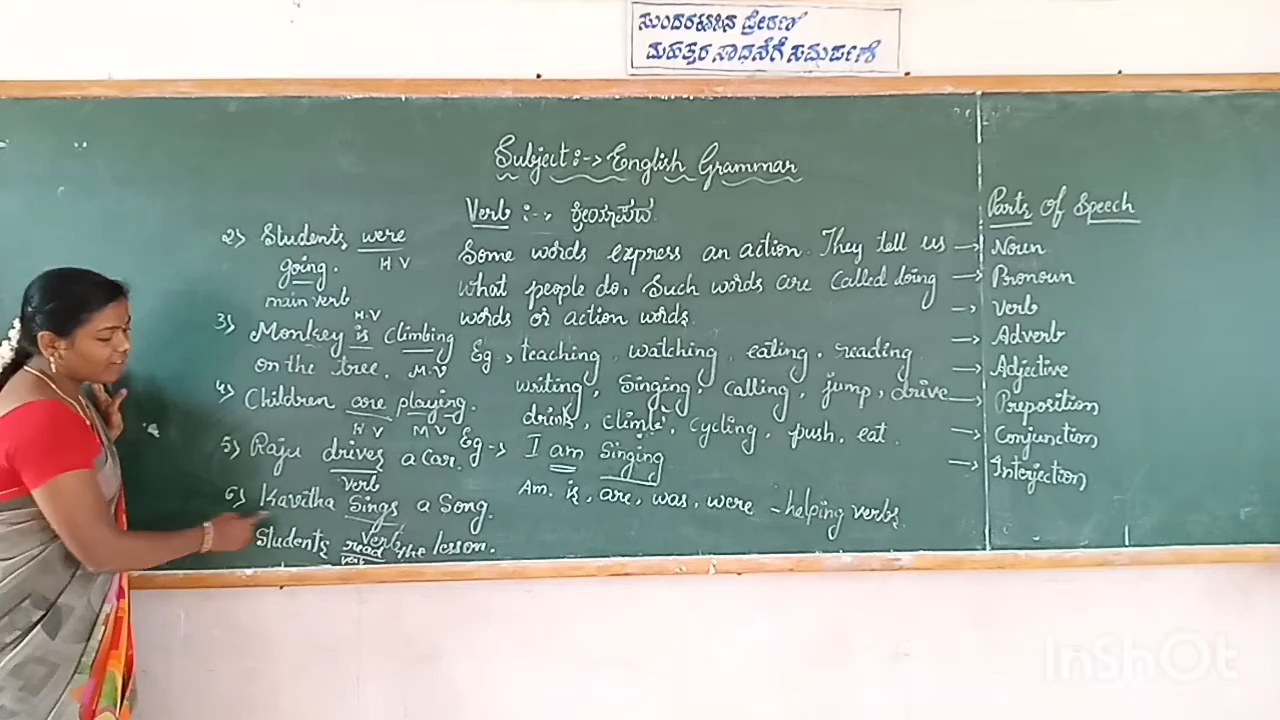 ಸುಂದರ ಕನಸಿನ ಪ್ರೇರಣೆ
ಮಹತ್ತರ ಸಾಧನೆಗೆ ಸಮರ್ಪಣೆ
Subject :-> English Grammar
Verb :-> ಕ್ರೀಯಾಪದ.
Some words express an action. They tell us
what people do. Such words are called doing
words or action words.
Eg > teaching, watching, eating, reading
writing, Singing, calling, jump, drive
drink, climb, cycling, push, eat.
Eg -> I am Singing
Am. is, are, was, were - helping verbs
2) Students were
H V
going.
main verb
H.V
3) Monkey is Climbing
on the tree. M.V
4) Children are playing.
H V M V
5) Raju drives a car.
verb
6) Kavitha Sings a Song.
verb
Students read the lesson.
verb
Parts of Speech
-> Noun
-> Pronoun
-> Verb
-> Adverb
-> Adjective
-> Preposition
-> Conjunction
-> Interjection
InShOt